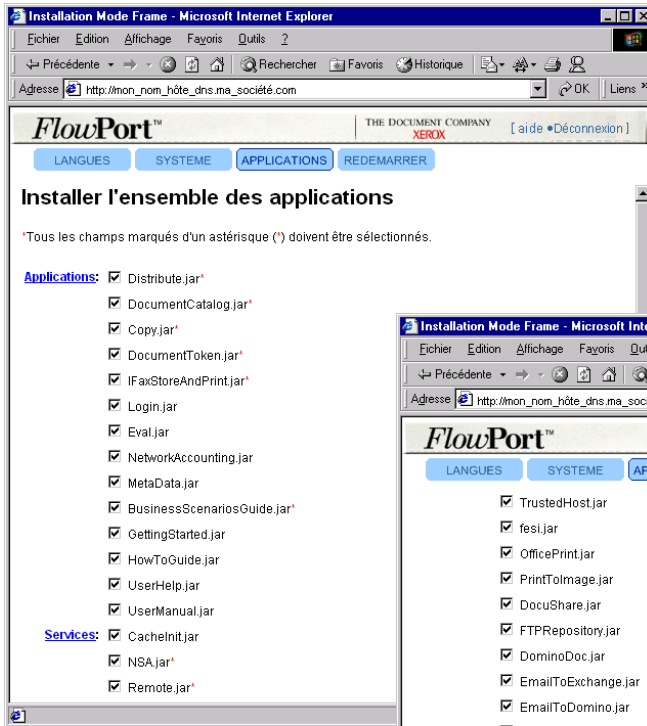 Installation Mode Frame - Microsoft Internet Explorer
Fichier Edition Affichage Favoris Outils ?
Précédente Rechercher Favoris Historique
Adresse http://mon_nom_hôte_dns.ma_société.com OK Liens »
FlowPort™ THE DOCUMENT COMPANY
XEROX
[ aide •Déconnexion ]
LANGUES SYSTEME APPLICATIONS REDEMARRER
Installer l'ensemble des applications
*Tous les champs marqués d'un astérisque (*) doivent être sélectionnés.
Applications: Distribute.jar*
DocumentCatalog.jar*
Copy.jar*
DocumentToken.jar*
IFaxStoreAndPrint.jar*
Login.jar
Eval.jar
NetworkAccounting.jar
MetaData.jar
BusinessScenariosGuide.jar*
GettingStarted.jar
HowToGuide.jar
UserHelp.jar
UserManual.jar
Services: CacheInit.jar
NSA.jar*
Remote.jar*
Installation Mode Frame - Microsoft Inte
Fichier Edition Affichage Favoris Out
Précédente
Adresse http://mon_nom_hôte_dns.ma_soci
FlowPort™
LANGUES SYSTEME AP
TrustedHost.jar
fesi.jar
OfficePrint.jar
PrintToImage.jar
DocuShare.jar
FTPRepository.jar
DominoDoc.jar
EmailToExchange.jar
EmailToDomino.jar